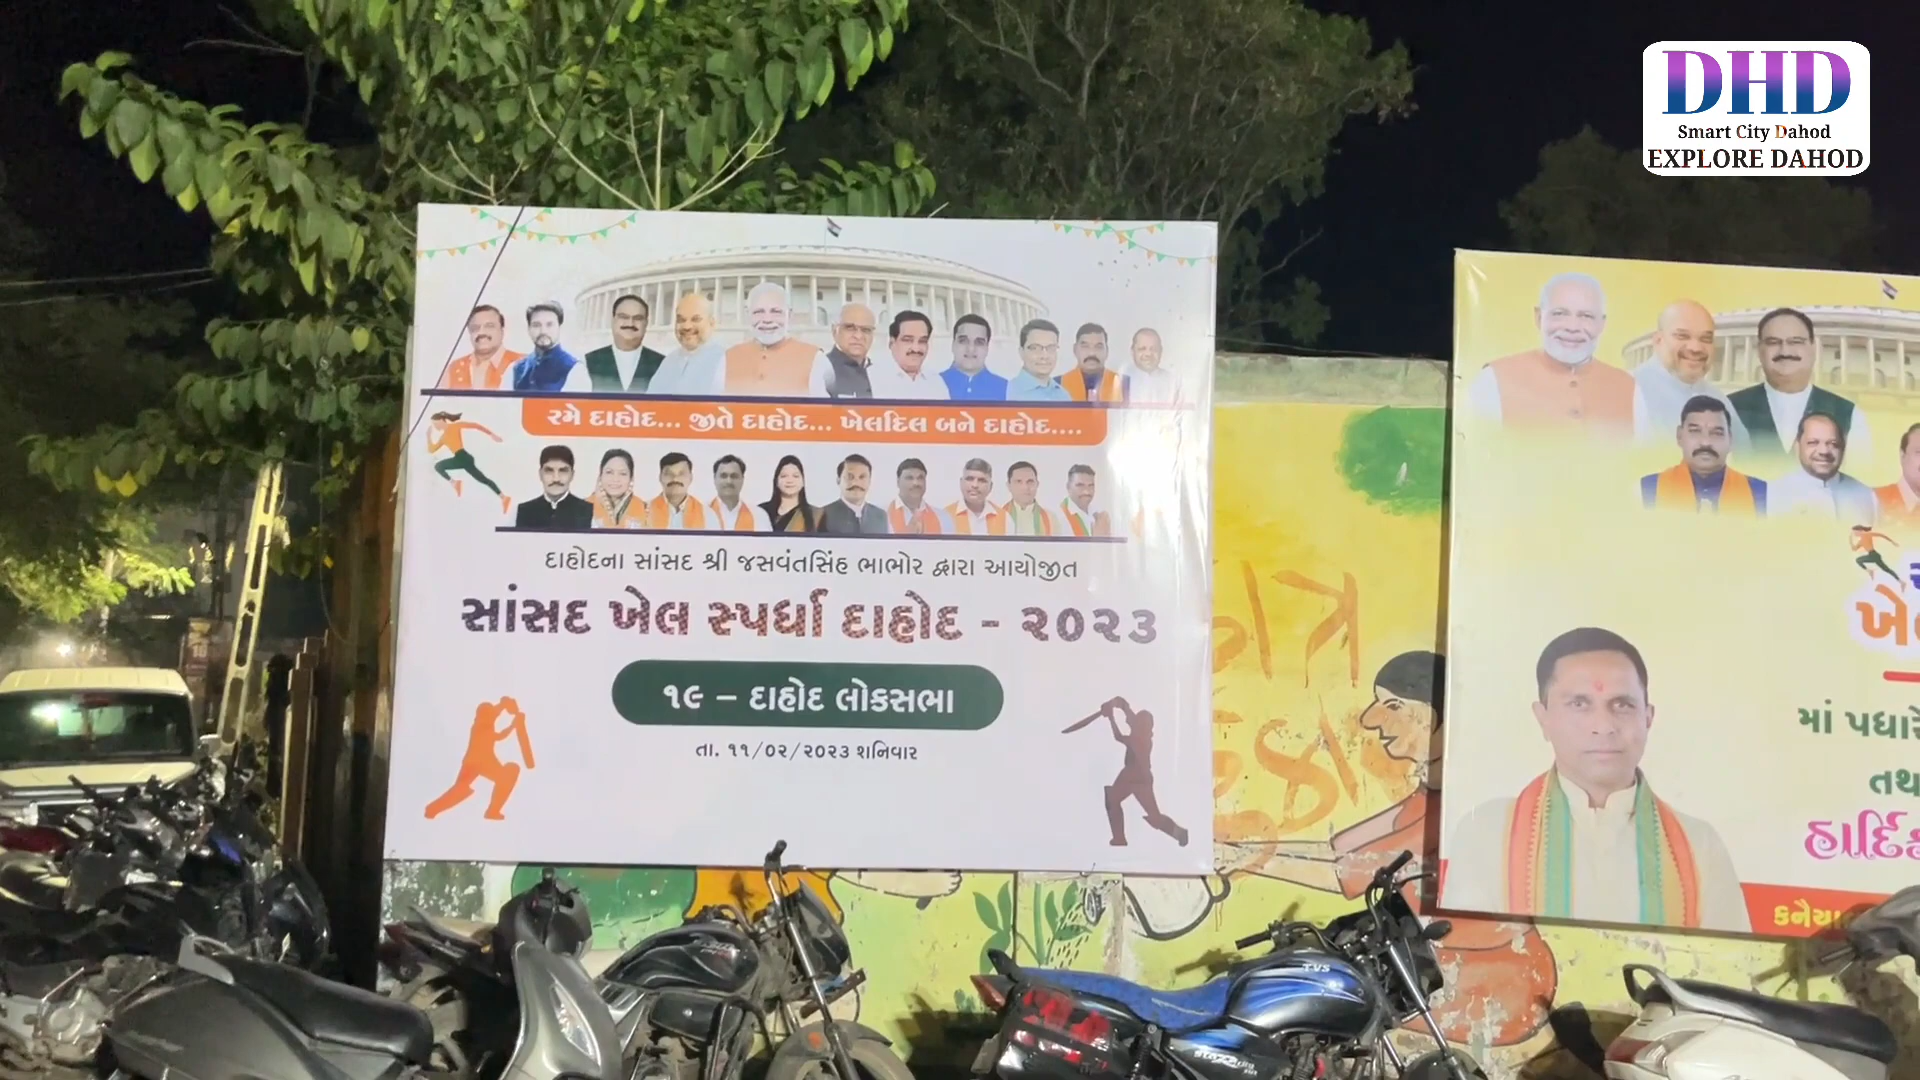 DHD
Smart City Dahod
EXPLORE DAHOD
રમે દાહોદ... જીતે દાહોદ... ખેલદિલ બને દાહોદ....
દાહોદના સાંસદ શ્રી જસવંતસિંહ ભાભોર દ્વારા આયોજીત
સાંસદ ખેલ સ્પર્ધા દાહોદ - ૨૦૨૩
૧૯ – દાહોદ લોકસભા
તા. ૧૧/૦૨/૨૦૨૩ શનિવાર
માં
TVS